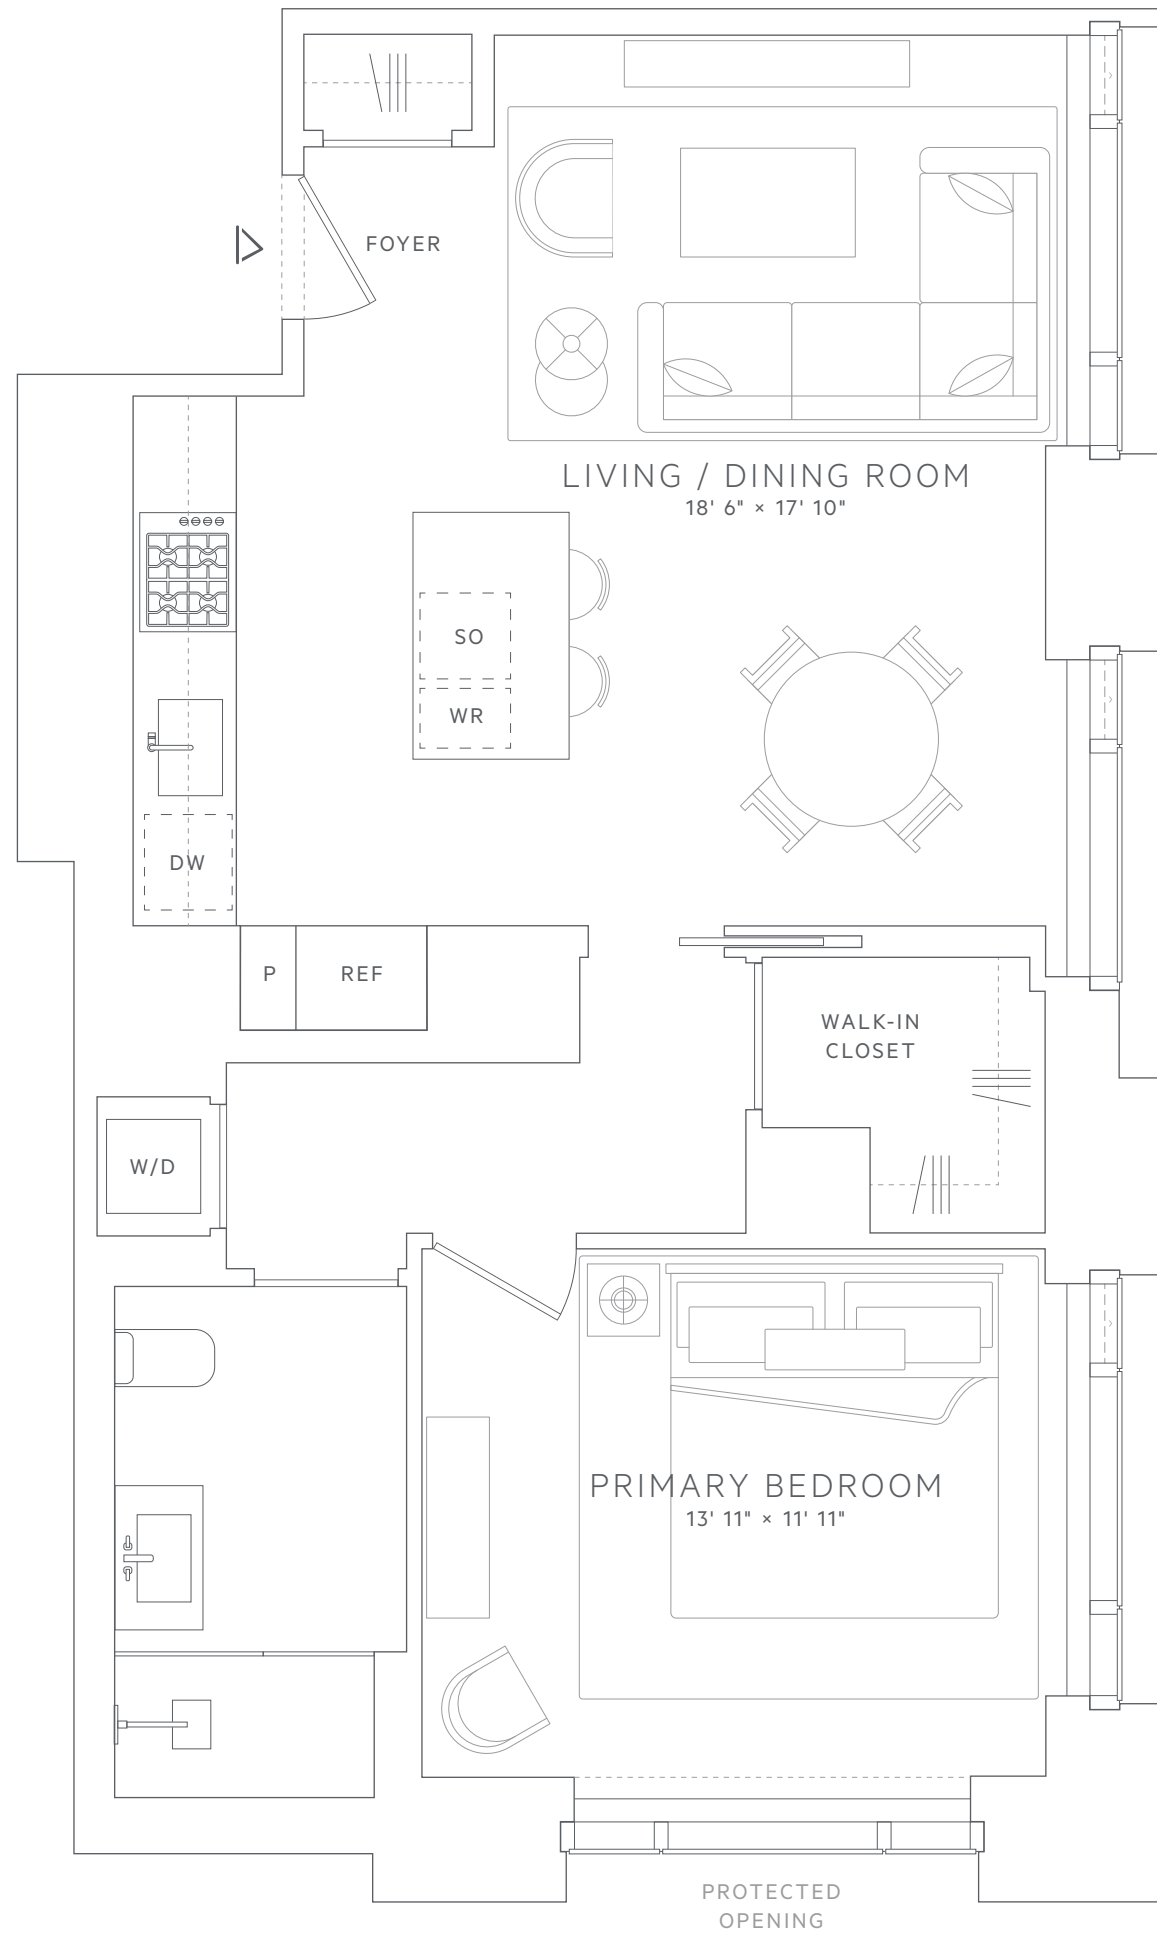 FOYER
LIVING / DINING ROOM
18' 6" × 17' 10"
SO
WR
DW
P
REF
WALK-IN
CLOSET
W/D
PRIMARY BEDROOM
13' 11" × 11' 11"
PROTECTED
OPENING